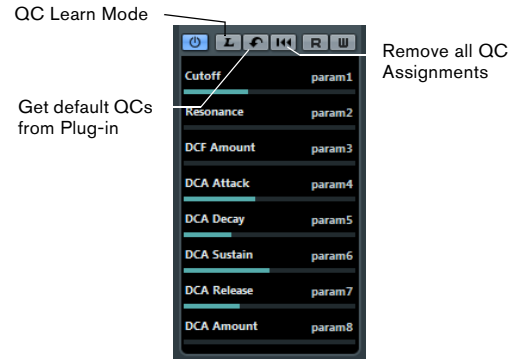 QC Learn Mode
L R W
Remove all QC
Assignments
Get default QCs
from Plug-in
Cutoff param1
Resonance param2
DCF Amount param3
DCA Attack param4
DCA Decay param5
DCA Sustain param6
DCA Release param7
DCA Amount param8